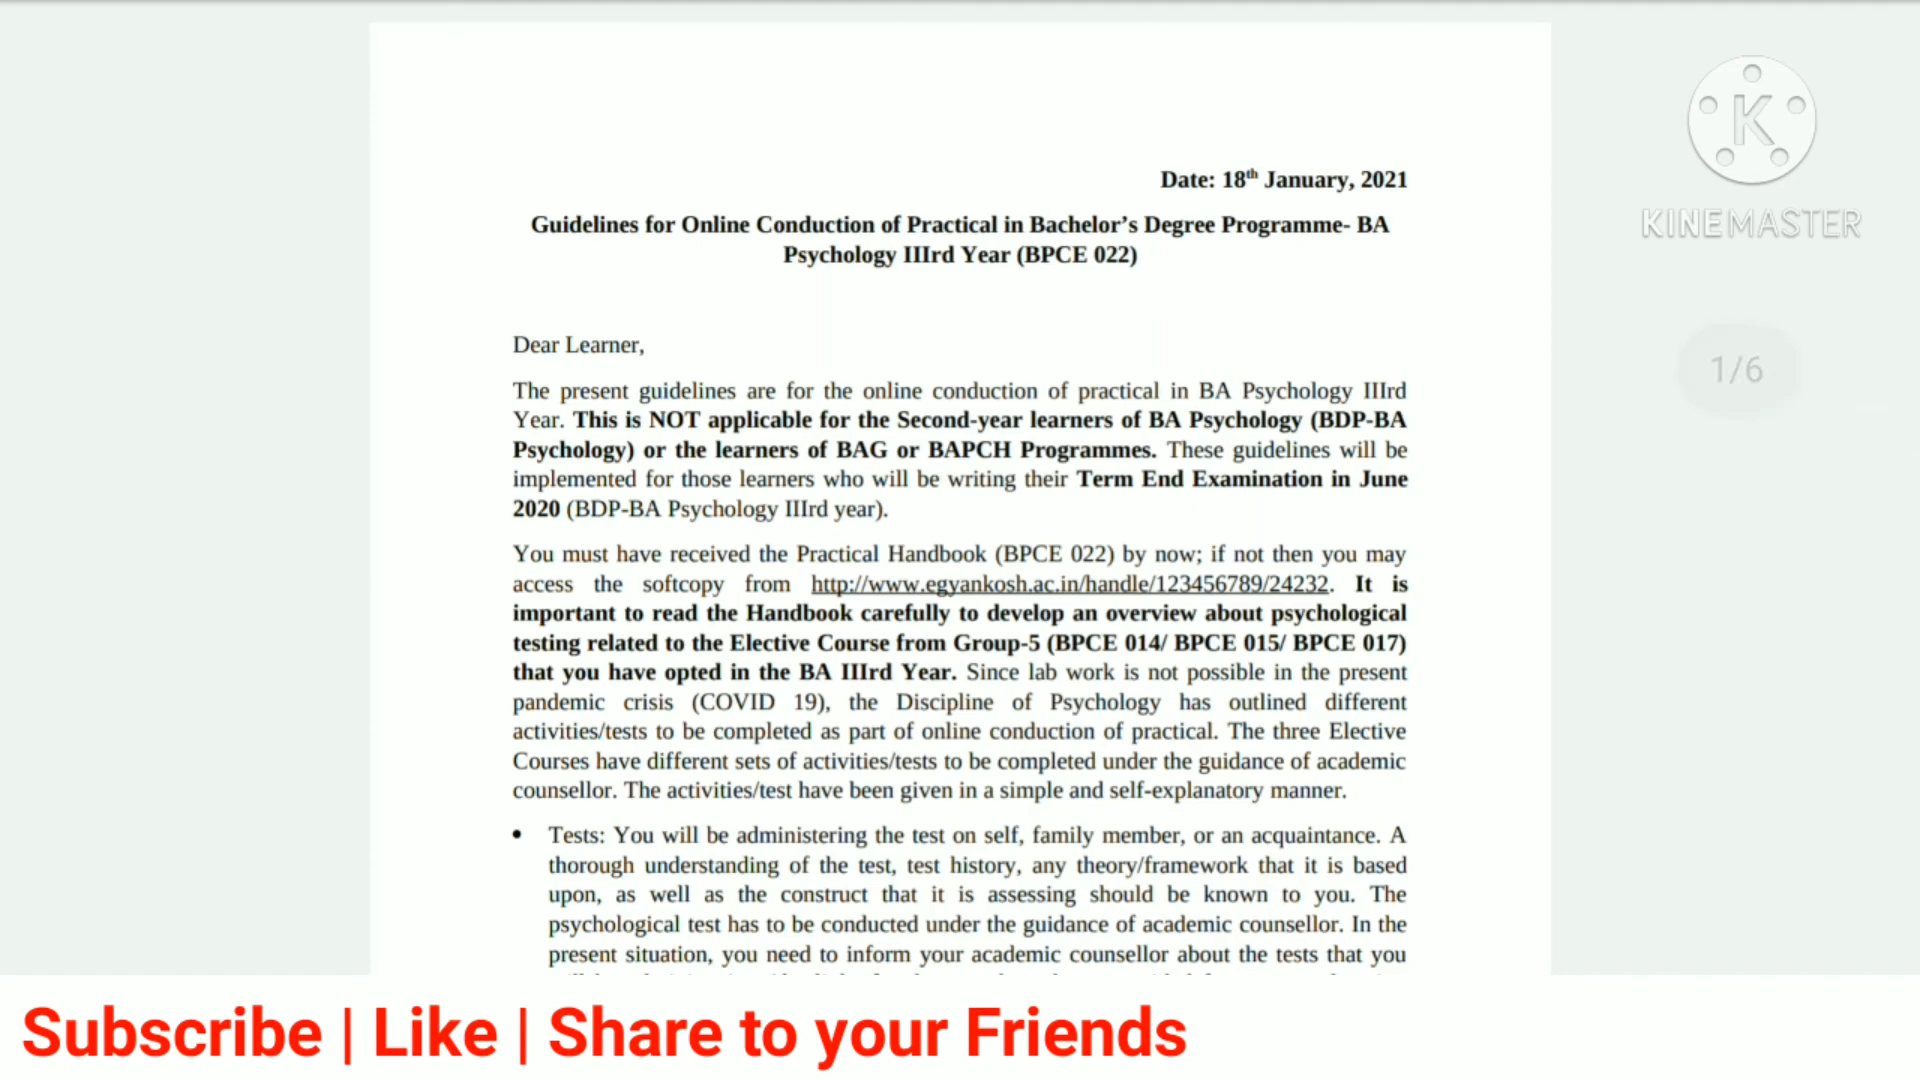 Date: 18th January, 2021
Guidelines for Online Conduction of Practical in Bachelor's Degree Programme- BA
Psychology IIIrd Year (BPCE 022)
Dear Learner,
The present guidelines are for the online conduction of practical in BA Psychology IIIrd
Year. This is NOT applicable for the Second-year learners of BA Psychology (BDP-BA
Psychology) or the learners of BAG or BAPCH Programmes. These guidelines will be
implemented for those learners who will be writing their Term End Examination in June
2020 (BDP-BA Psychology IIIrd year).
You must have received the Practical Handbook (BPCE 022) by now; if not then you may
access the softcopy from http://www.egyankosh.ac.in/handle/123456789/24232. It is
important to read the Handbook carefully to develop an overview about psychological
testing related to the Elective Course from Group-5 (BPCE 014/ BPCE 015/ BPCE 017)
that you have opted in the BA IIIrd Year. Since lab work is not possible in the present
pandemic crisis (COVID 19), the Discipline of Psychology has outlined different
activities/tests to be completed as part of online conduction of practical. The three Elective
Courses have different sets of activities/tests to be completed under the guidance of academic
counsellor. The activities/test have been given in a simple and self-explanatory manner.
• Tests: You will be administering the test on self, family member, or an acquaintance. A
thorough understanding of the test, test history, any theory/framework that it is based
upon, as well as the construct that it is assessing should be known to you. The
psychological test has to be conducted under the guidance of academic counsellor. In the
present situation, you need to inform your academic counsellor about the tests that you
K
KINEMASTER
1/6
Subscribe | Like | Share to your Friends